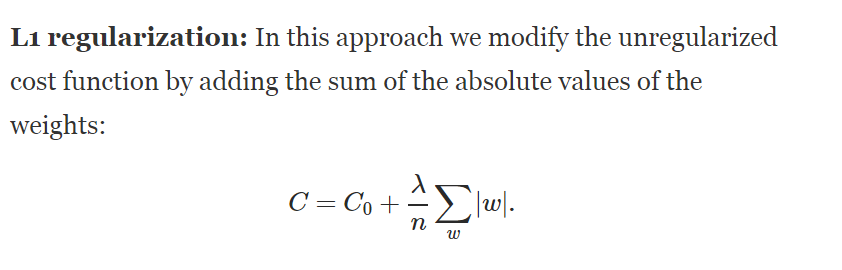 L1 regularization: In this approach we modify the unregularized
cost function by adding the sum of the absolute values of the
weights:
C = C₀ + λ/n ∑_w |w|.